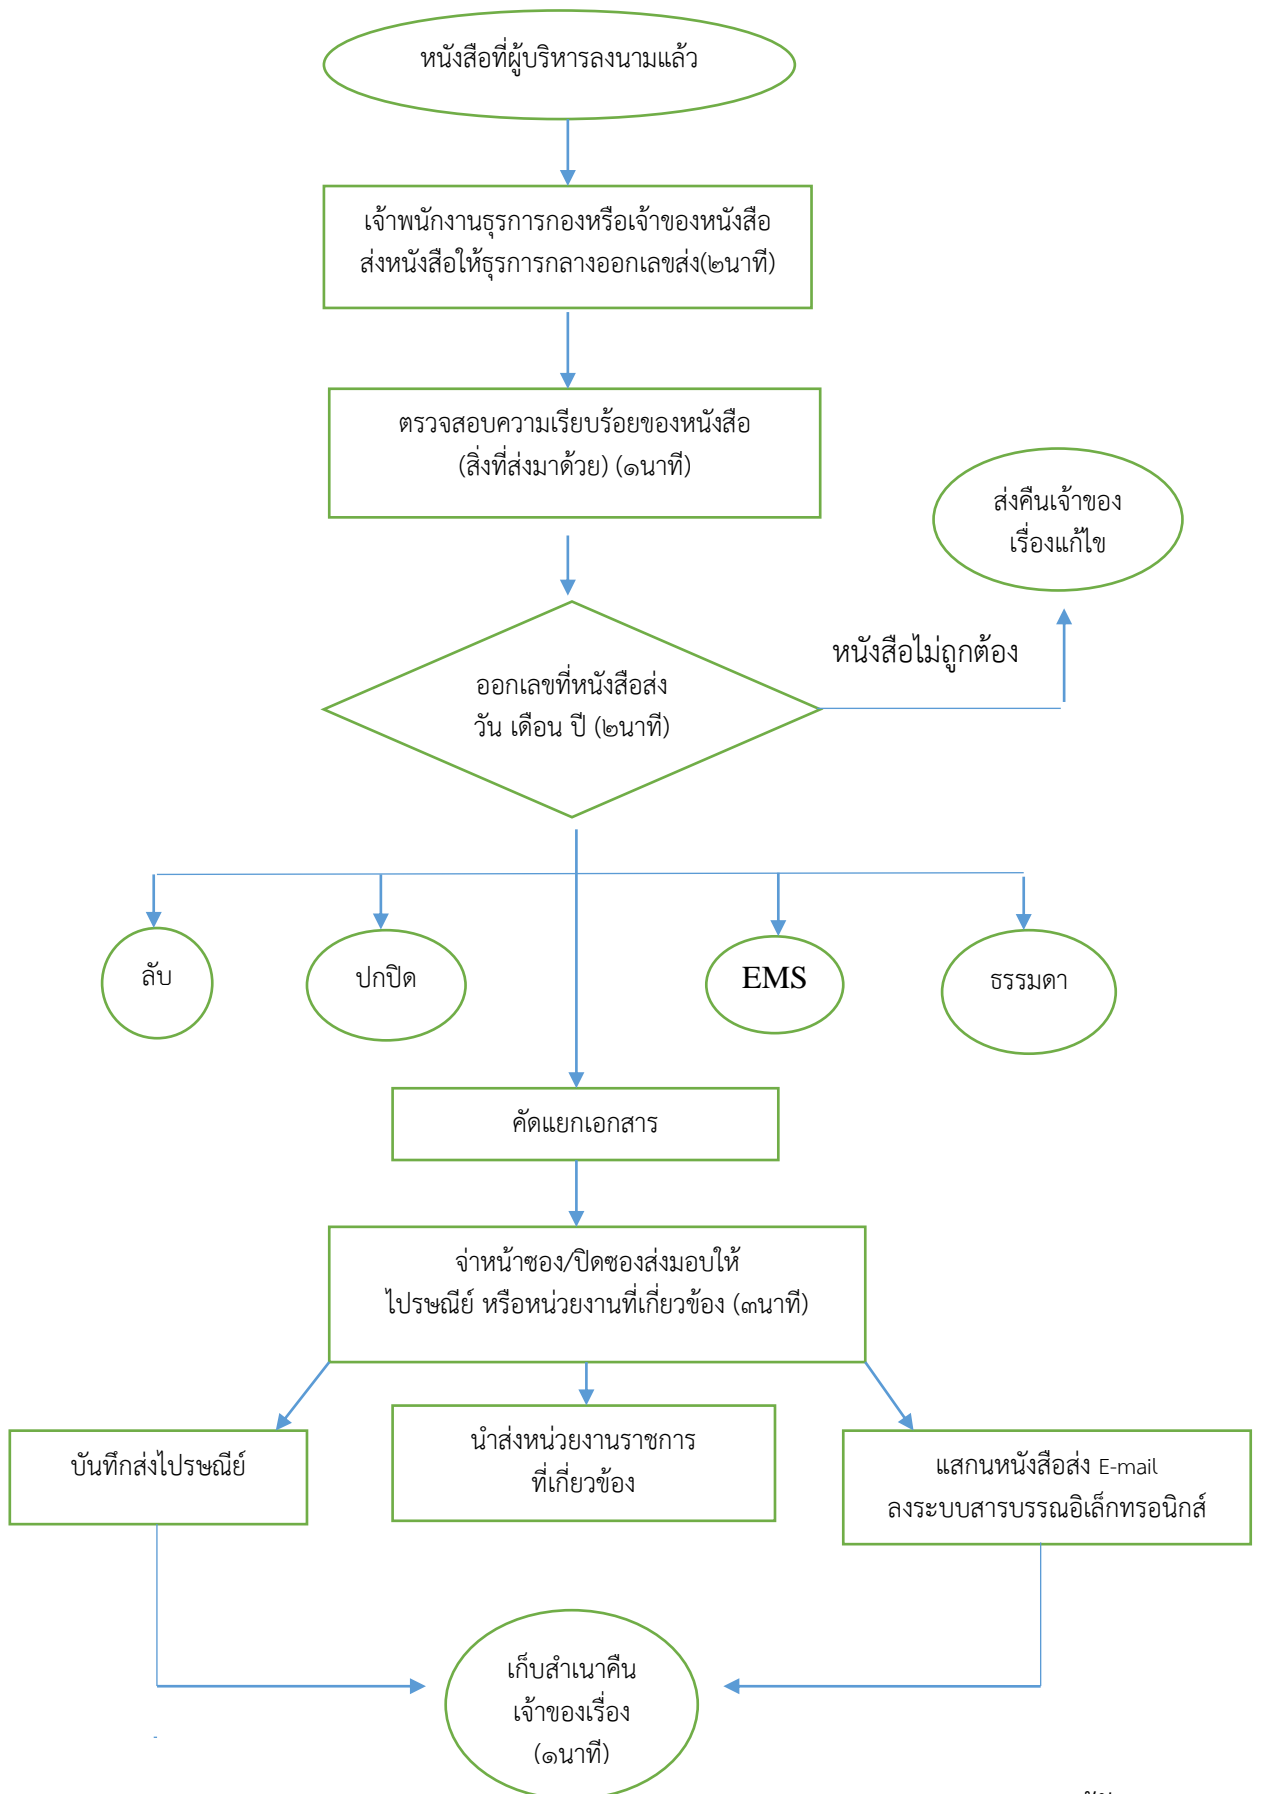 หนังสือที่ผู้บริหารลงนามแล้ว
เจ้าพนักงานธุรการกองหรือเจ้าของหนังสือ
ส่งหนังสือให้ธุรการกลางออกเลขส่ง(๒นาที)
ตรวจสอบความเรียบร้อยของหนังสือ
(สิ่งที่ส่งมาด้วย) (๑นาที)
ส่งคืนเจ้าของ
เรื่องแก้ไข
หนังสือไม่ถูกต้อง
ออกเลขที่หนังสือส่ง
วัน เดือน ปี (๒นาที)
ลับ
ปกปิด
EMS
ธรรมดา
คัดแยกเอกสาร
จ่าหน้าซอง/ปิดซองส่งมอบให้
ไปรษณีย์ หรือหน่วยงานที่เกี่ยวข้อง (๓นาที)
บันทึกส่งไปรษณีย์
นำส่งหน่วยงานราชการ
ที่เกี่ยวข้อง
แสกนหนังสือส่ง E-mail
ลงระบบสารบรรณอิเล็กทรอนิกส์
เก็บสำเนาคืน
เจ้าของเรื่อง
(๑นาที)